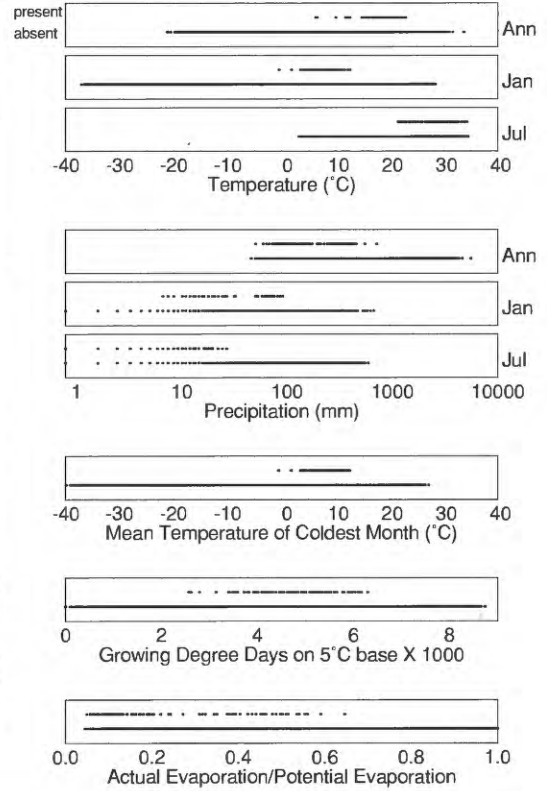 present
absent
Ann
Jan
Jul
-40 -30 -20 -10 0 10 20 30 40
Temperature (˚C)
Ann
Jan
Jul
1 10 100 1000 10000
Precipitation (mm)
-40 -30 -20 -10 0 10 20 30 40
Mean Temperature of Coldest Month (˚C)
0 2 4 6 8
Growing Degree Days on 5˚C base X 1000
0.0 0.2 0.4 0.6 0.8 1.0
Actual Evaporation/Potential Evaporation